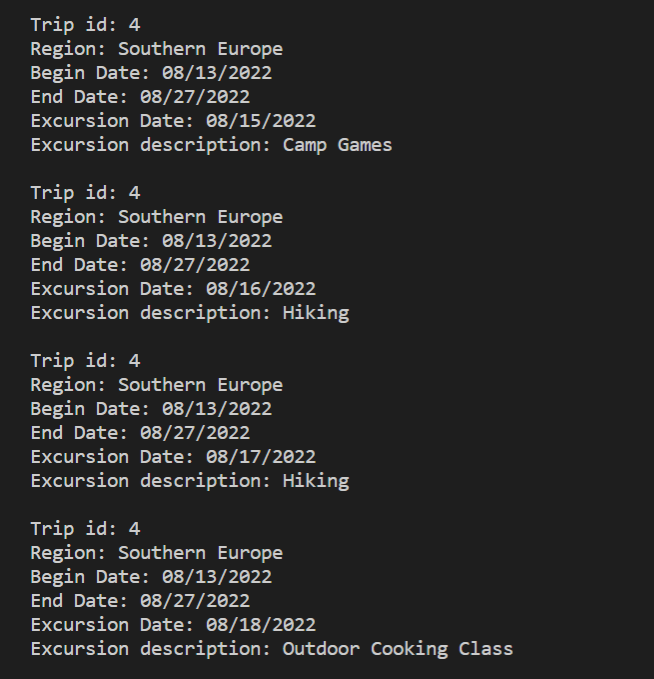 Trip id: 4
Region: Southern Europe
Begin Date: 08/13/2022
End Date: 08/27/2022
Excursion Date: 08/15/2022
Excursion description: Camp Games

Trip id: 4
Region: Southern Europe
Begin Date: 08/13/2022
End Date: 08/27/2022
Excursion Date: 08/16/2022
Excursion description: Hiking

Trip id: 4
Region: Southern Europe
Begin Date: 08/13/2022
End Date: 08/27/2022
Excursion Date: 08/17/2022
Excursion description: Hiking

Trip id: 4
Region: Southern Europe
Begin Date: 08/13/2022
End Date: 08/27/2022
Excursion Date: 08/18/2022
Excursion description: Outdoor Cooking Class